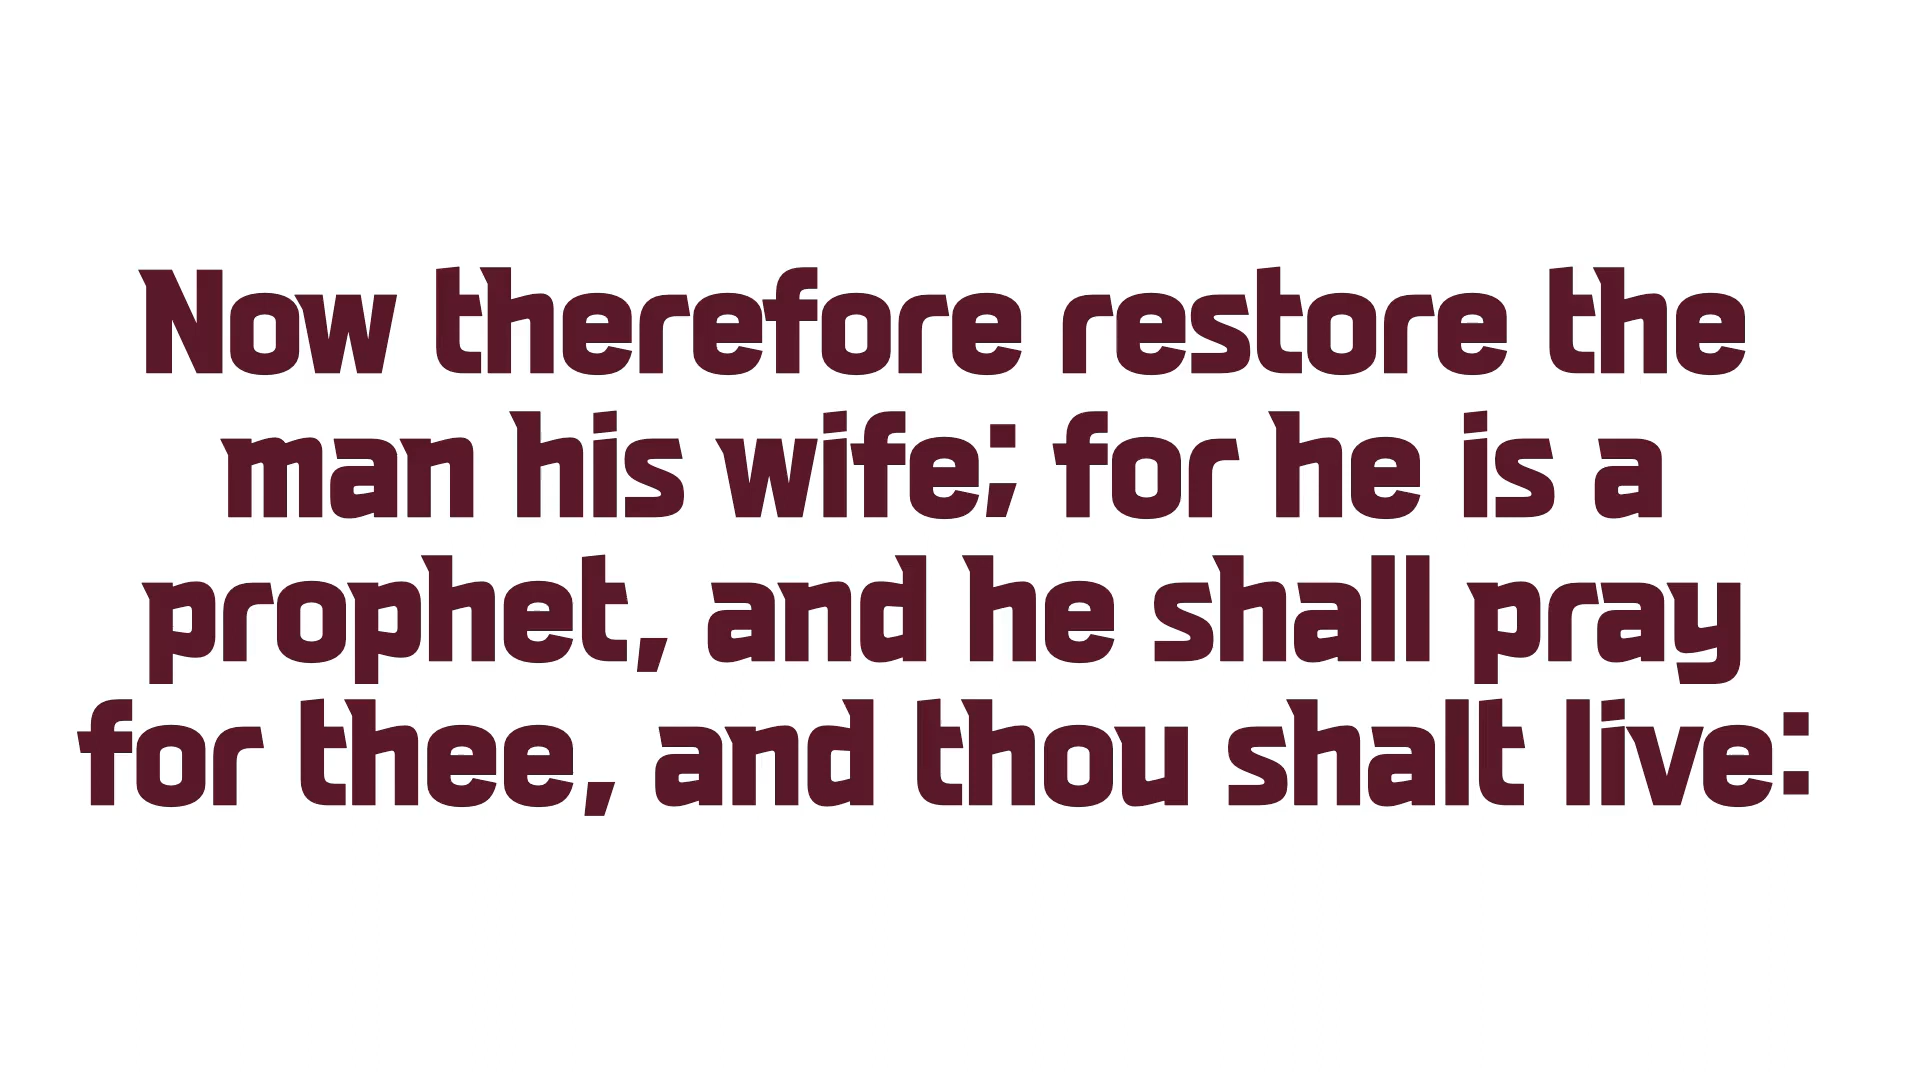 Now therefore restore the
man his wife; for he is a
prophet, and he shall pray
for thee, and thou shalt live: